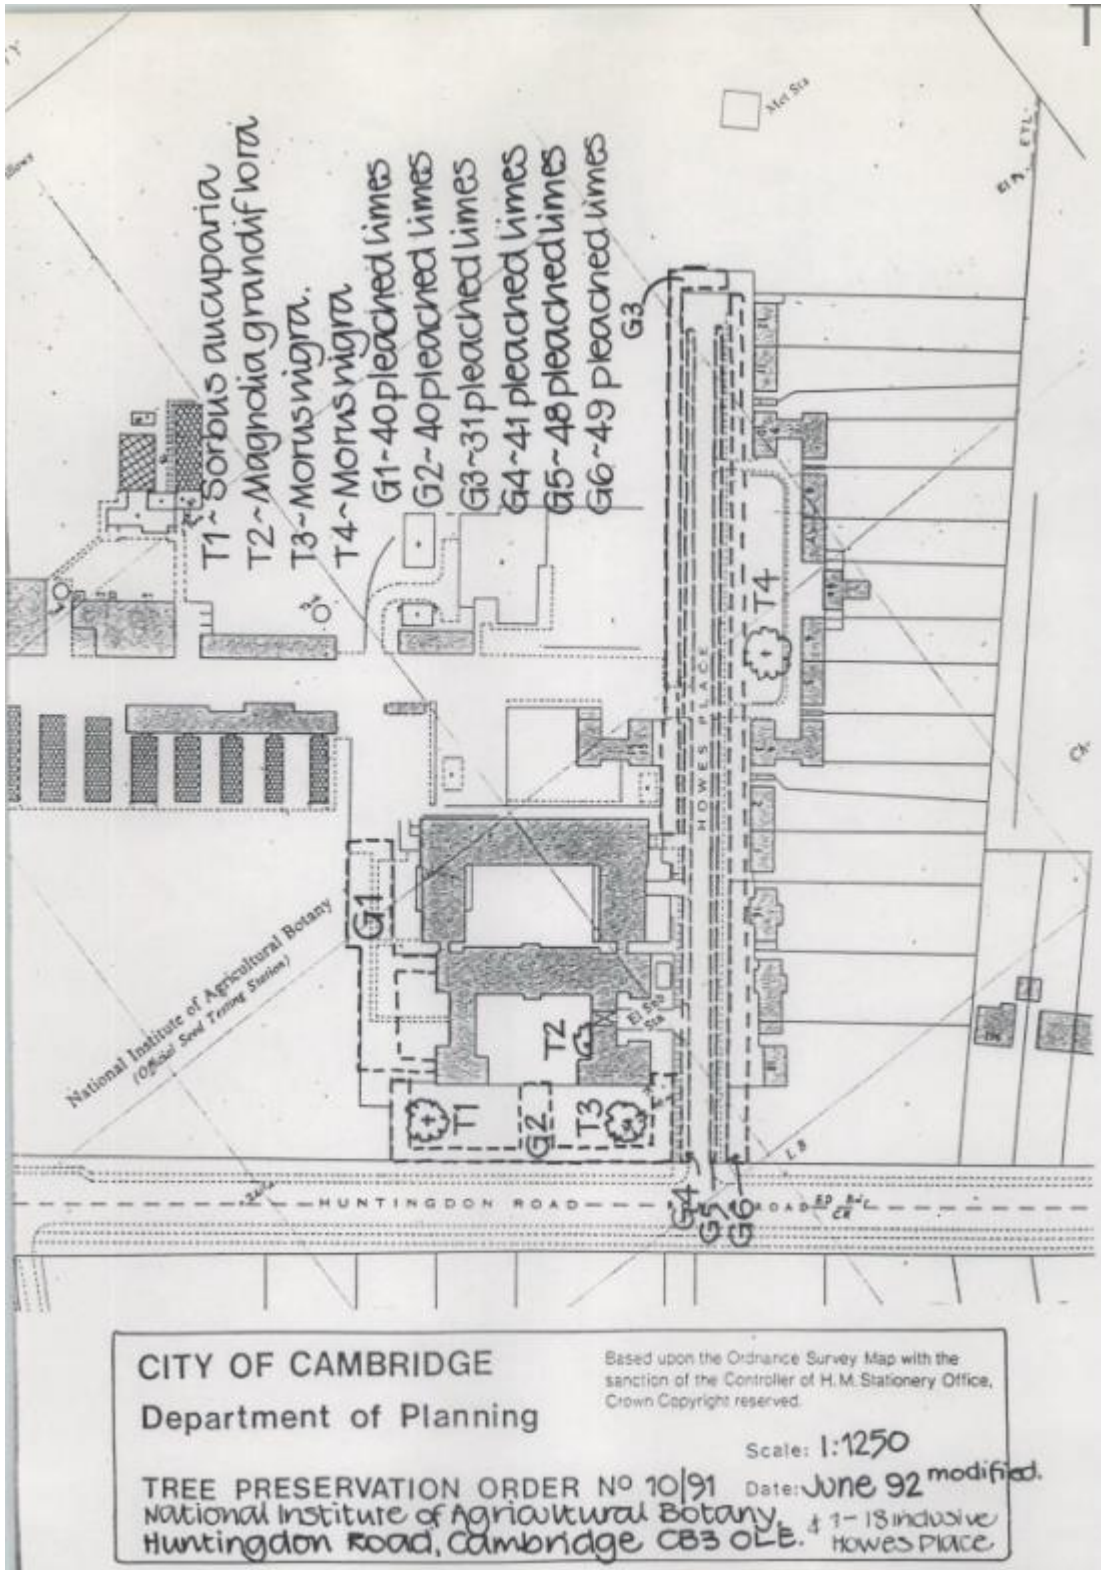 T
Met Sta
T1~ Sorbus aucuparia
T2~Magnolia grandiflora
T3~Morus nigra.
T4~Morus nigra
G1~40 pleached limes
G2~40 pleached limes
G3~31 pleached limes
G4~41 pleached limes
G5~48 pleached limes
G6~49 pleached limes
G3
T4
HOWES PLACE
G1
National Institute of Agricultural Botany
(Official Seed Testing Station)
T2
El Sub
Sta
T1
G2
T3
L B
HUNTINGDON ROAD
ROAD
G4
G5
G6
CITY OF CAMBRIDGE
Department of Planning
Based upon the Ordnance Survey Map with the
sanction of the Controller of H.M. Stationery Office,
Crown Copyright reserved.
Scale: 1:1250
TREE PRESERVATION ORDER No 10/91 Date: June 92 modified.
National Institute of Agricultural Botany,
Huntingdon Road, Cambridge CB3 OLE.
& 1-18 inclusive
Howes Place